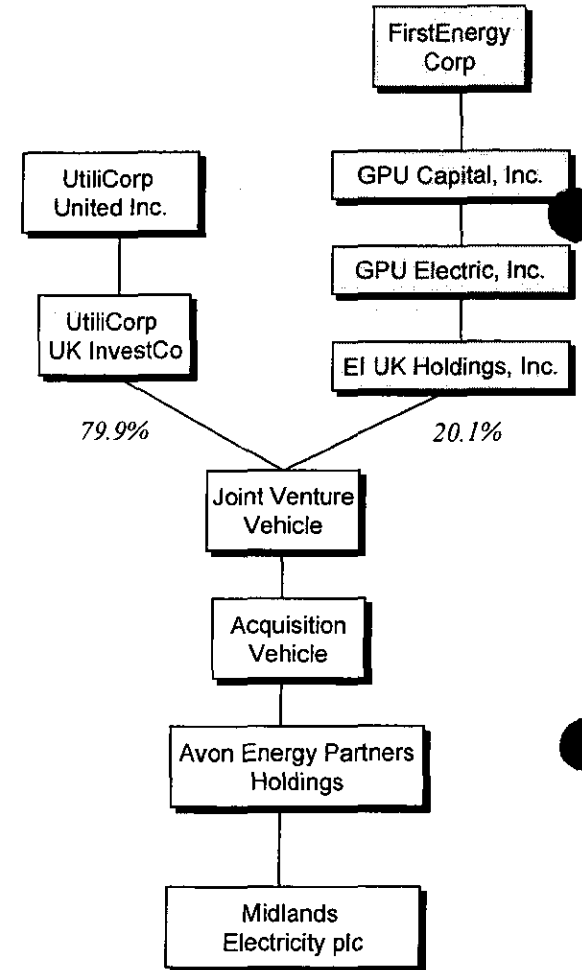 FirstEnergy
Corp
UtiliCorp
United Inc.
GPU Capital, Inc.
GPU Electric, Inc.
UtiliCorp
UK InvestCo
EI UK Holdings, Inc.
79.9%
20.1%
Joint Venture
Vehicle
Acquisition
Vehicle
Avon Energy Partners
Holdings
Midlands
Electricity plc